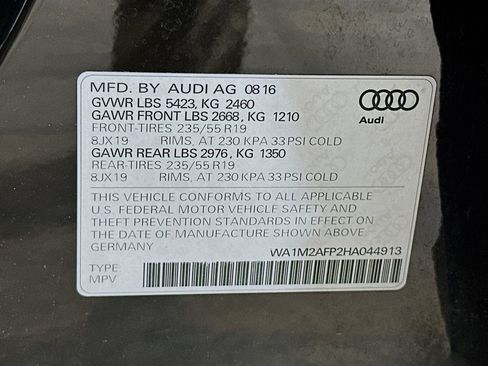 MFD. BY AUDI AG 08 16
GVWR LBS 5423, KG 2460
GAWR FRONT LBS 2668, KG 1210
FRONT-TIRES 235/55 R19
8JX19 RIMS, AT 230 KPA 33 PSI COLD
GAWR REAR LBS 2976, KG 1350
REAR-TIRES 235/55 R19
8JX19 RIMS, AT 230 KPA 33 PSI COLD
Audi
THIS VEHICLE CONFORMS TO ALL APPLICABLE
U.S. FEDERAL MOTOR VEHICLE SAFETY AND
THEFT PREVENTION STANDARDS IN EFFECT ON
THE DATE OF MANUFACTURE SHOWN ABOVE
GERMANY
WA1M2AFP2HA044913
TYPE:
MPV